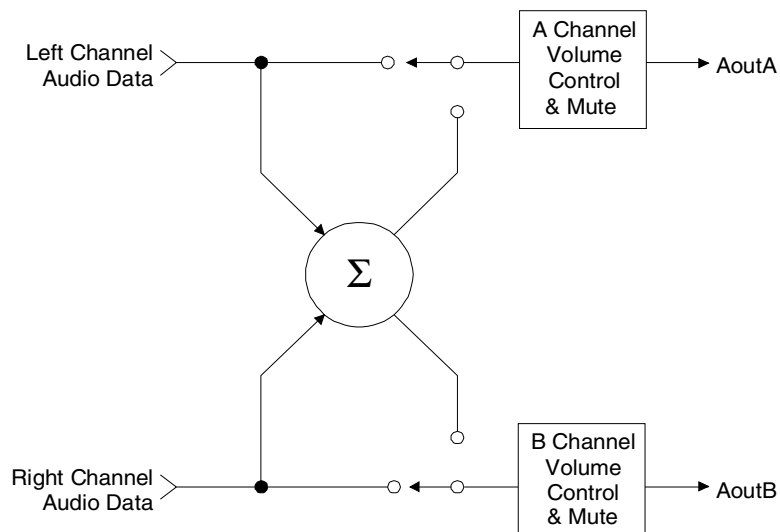 Left Channel
Audio Data
A Channel
Volume
Control
& Mute
AoutA
Σ
Right Channel
Audio Data
B Channel
Volume
Control
& Mute
AoutB